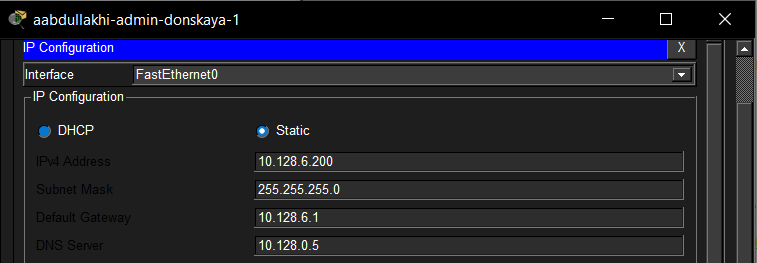 aabdullakhi-admin-donskaya-1
IP Configuration X
Interface FastEthernet0
IP Configuration
DHCP Static
IPv4 Address 10.128.6.200
Subnet Mask 255.255.255.0
Default Gateway 10.128.6.1
DNS Server 10.128.0.5